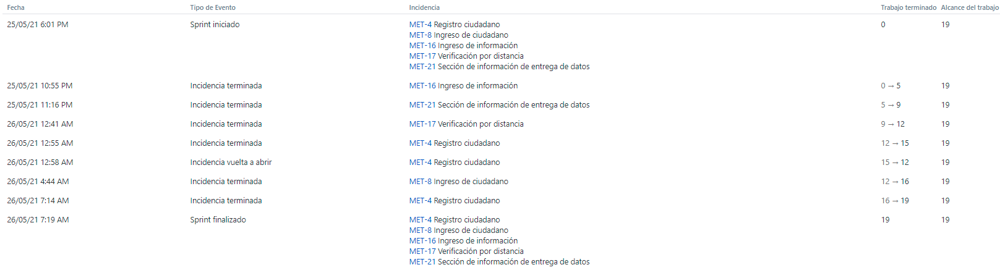 Fecha Tipo de Evento Incidencia Trabajo terminado Alcance del trabajo
25/05/21 6:01 PM Sprint iniciado MET-4 Registro ciudadano 0 19
MET-8 Ingreso de ciudadano
MET-16 Ingreso de información
MET-17 Verificación por distancia
MET-21 Sección de información de entrega de datos
25/05/21 10:55 PM Incidencia terminada MET-16 Ingreso de información 0 → 5 19
25/05/21 11:16 PM Incidencia terminada MET-21 Sección de información de entrega de datos 5 → 9 19
26/05/21 12:41 AM Incidencia terminada MET-17 Verificación por distancia 9 → 12 19
26/05/21 12:55 AM Incidencia terminada MET-4 Registro ciudadano 12 → 15 19
26/05/21 12:58 AM Incidencia vuelta a abrir MET-4 Registro ciudadano 15 → 12 19
26/05/21 4:44 AM Incidencia terminada MET-8 Ingreso de ciudadano 12 → 16 19
26/05/21 7:14 AM Incidencia terminada MET-4 Registro ciudadano 16 → 19 19
26/05/21 7:19 AM Sprint finalizado MET-4 Registro ciudadano 19 19
MET-8 Ingreso de ciudadano
MET-16 Ingreso de información
MET-17 Verificación por distancia
MET-21 Sección de información de entrega de datos